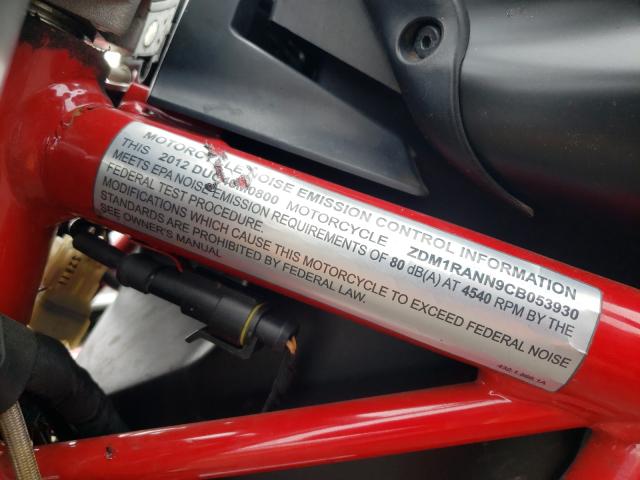 MOTORCYCLE NOISE EMISSION CONTROL INFORMATION
THIS 2012 DUCATI 0800 MOTORCYCLE ZDM1RANN9CB053930
MEETS EPA NOISE EMISSION REQUIREMENTS OF 80 dB(A) AT 4540 RPM BY THE
FEDERAL TEST PROCEDURE.
MODIFICATIONS WHICH CAUSE THIS MOTORCYCLE TO EXCEED FEDERAL NOISE
STANDARDS ARE PROHIBITED BY FEDERAL LAW.
SEE OWNER'S MANUAL